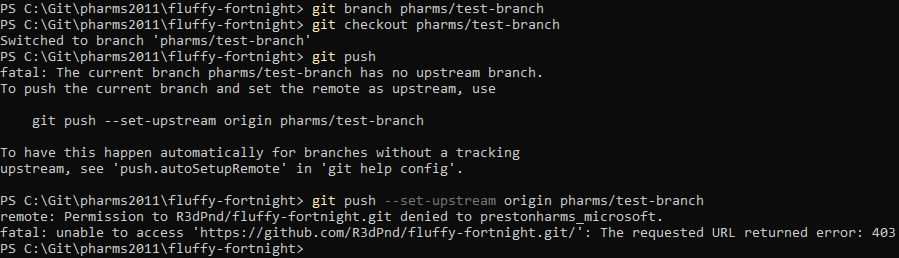 PS C:\Git\pharms2011\fluffy-fortnight> git branch pharms/test-branch
PS C:\Git\pharms2011\fluffy-fortnight> git checkout pharms/test-branch
Switched to branch 'pharms/test-branch'
PS C:\Git\pharms2011\fluffy-fortnight> git push
fatal: The current branch pharms/test-branch has no upstream branch.
To push the current branch and set the remote as upstream, use
    git push --set-upstream origin pharms/test-branch
To have this happen automatically for branches without a tracking
upstream, see 'push.autoSetupRemote' in 'git help config'.
PS C:\Git\pharms2011\fluffy-fortnight> git push --set-upstream origin pharms/test-branch
remote: Permission to R3dPnd/fluffy-fortnight.git denied to prestonharms_microsoft.
fatal: unable to access 'https://github.com/R3dPnd/fluffy-fortnight.git/': The requested URL returned error: 403
PS C:\Git\pharms2011\fluffy-fortnight>